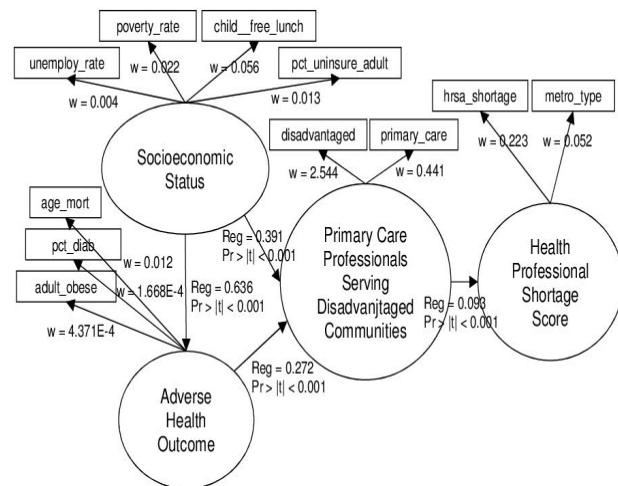 poverty_rate
child__free_lunch
unemploy_rate
pct_uninsure_adult
w = 0.022
w = 0.056
w = 0.004
w = 0.013
hrsa_shortage
metro_type
disadvantaged
primary_care
w = 0.223
w = 0.052
w = 2.544
w = 0.441
Socioeconomic
Status
age_mort
pct_diab
adult_obese
w = 0.012
w = 1.668E-4
w = 4.371E-4
Reg = 0.391
Pr > |t| < 0.001
Reg = 0.636
Pr > |t| < 0.001
Primary Care
Professionals
Serving
Disadvanjtaged
Communities
Reg = 0.093
Pr > |t| < 0.001
Health
Professional
Shortage
Score
Reg = 0.272
Pr > |t| < 0.001
Adverse
Health
Outcome